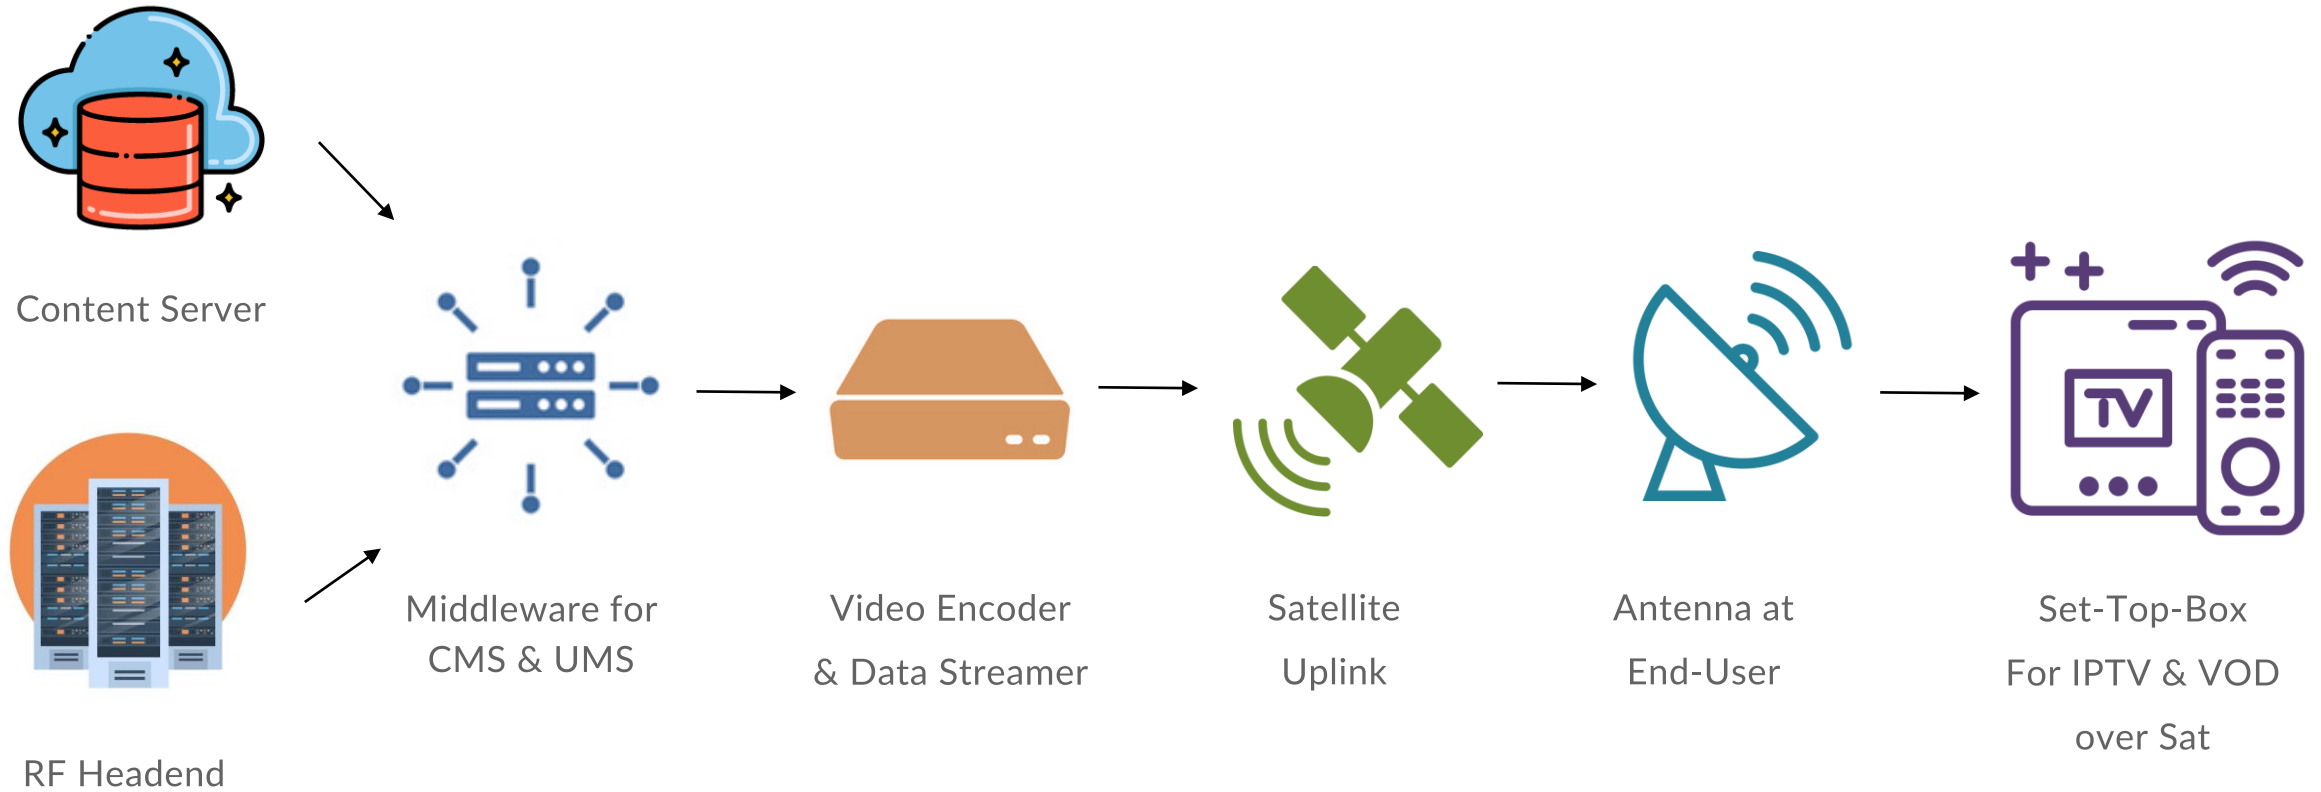 Content Server
RF Headend
Middleware for
CMS & UMS
Video Encoder
& Data Streamer
Satellite
Uplink
Antenna at
End-User
TV
Set-Top-Box
For IPTV & VOD
over Sat